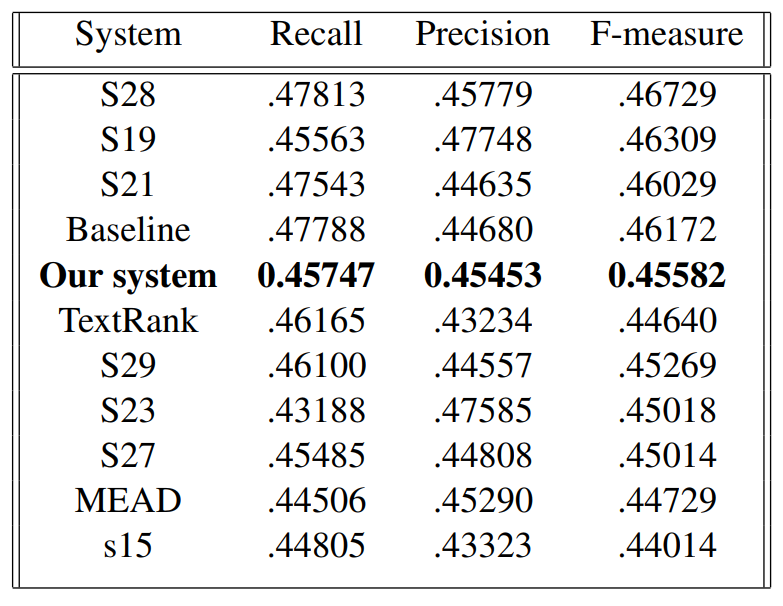 System Recall Precision F-measure
S28 .47813 .45779 .46729
S19 .45563 .47748 .46309
S21 .47543 .44635 .46029
Baseline .47788 .44680 .46172
Our system 0.45747 0.45453 0.45582
TextRank .46165 .43234 .44640
S29 .46100 .44557 .45269
S23 .43188 .47585 .45018
S27 .45485 .44808 .45014
MEAD .44506 .45290 .44729
s15 .44805 .43323 .44014